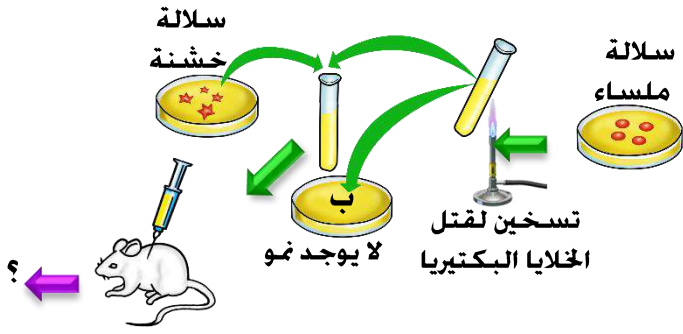 سلالة
ملساء
سلالة
خشنة
تسخين لقتل
الخلايا البكتيريا
ب
لا يوجد نمو
؟